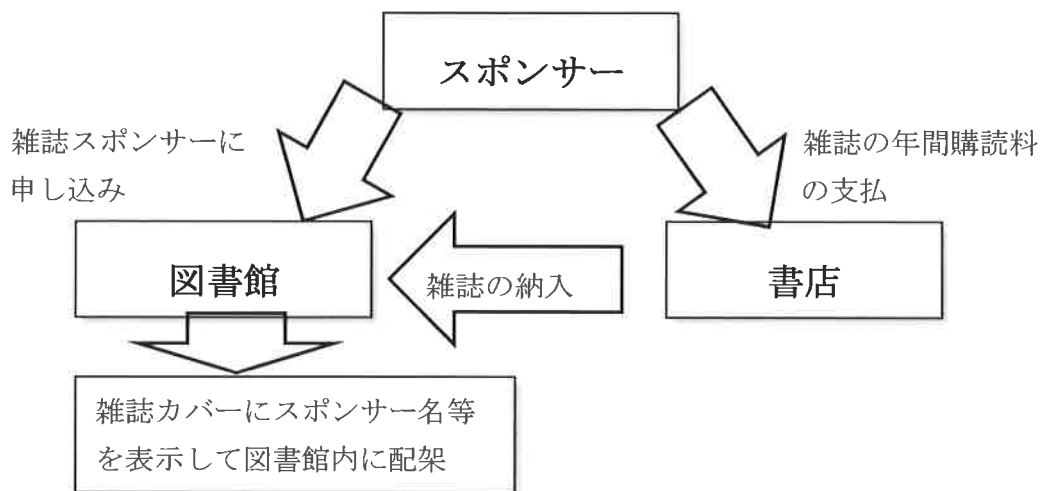 スポンサー
雑誌スポンサーに
申し込み
雑誌の年間購読料
の支払
図書館
雑誌の納入
書店
雑誌カバーにスポンサー名等
を表示して図書館内に配架